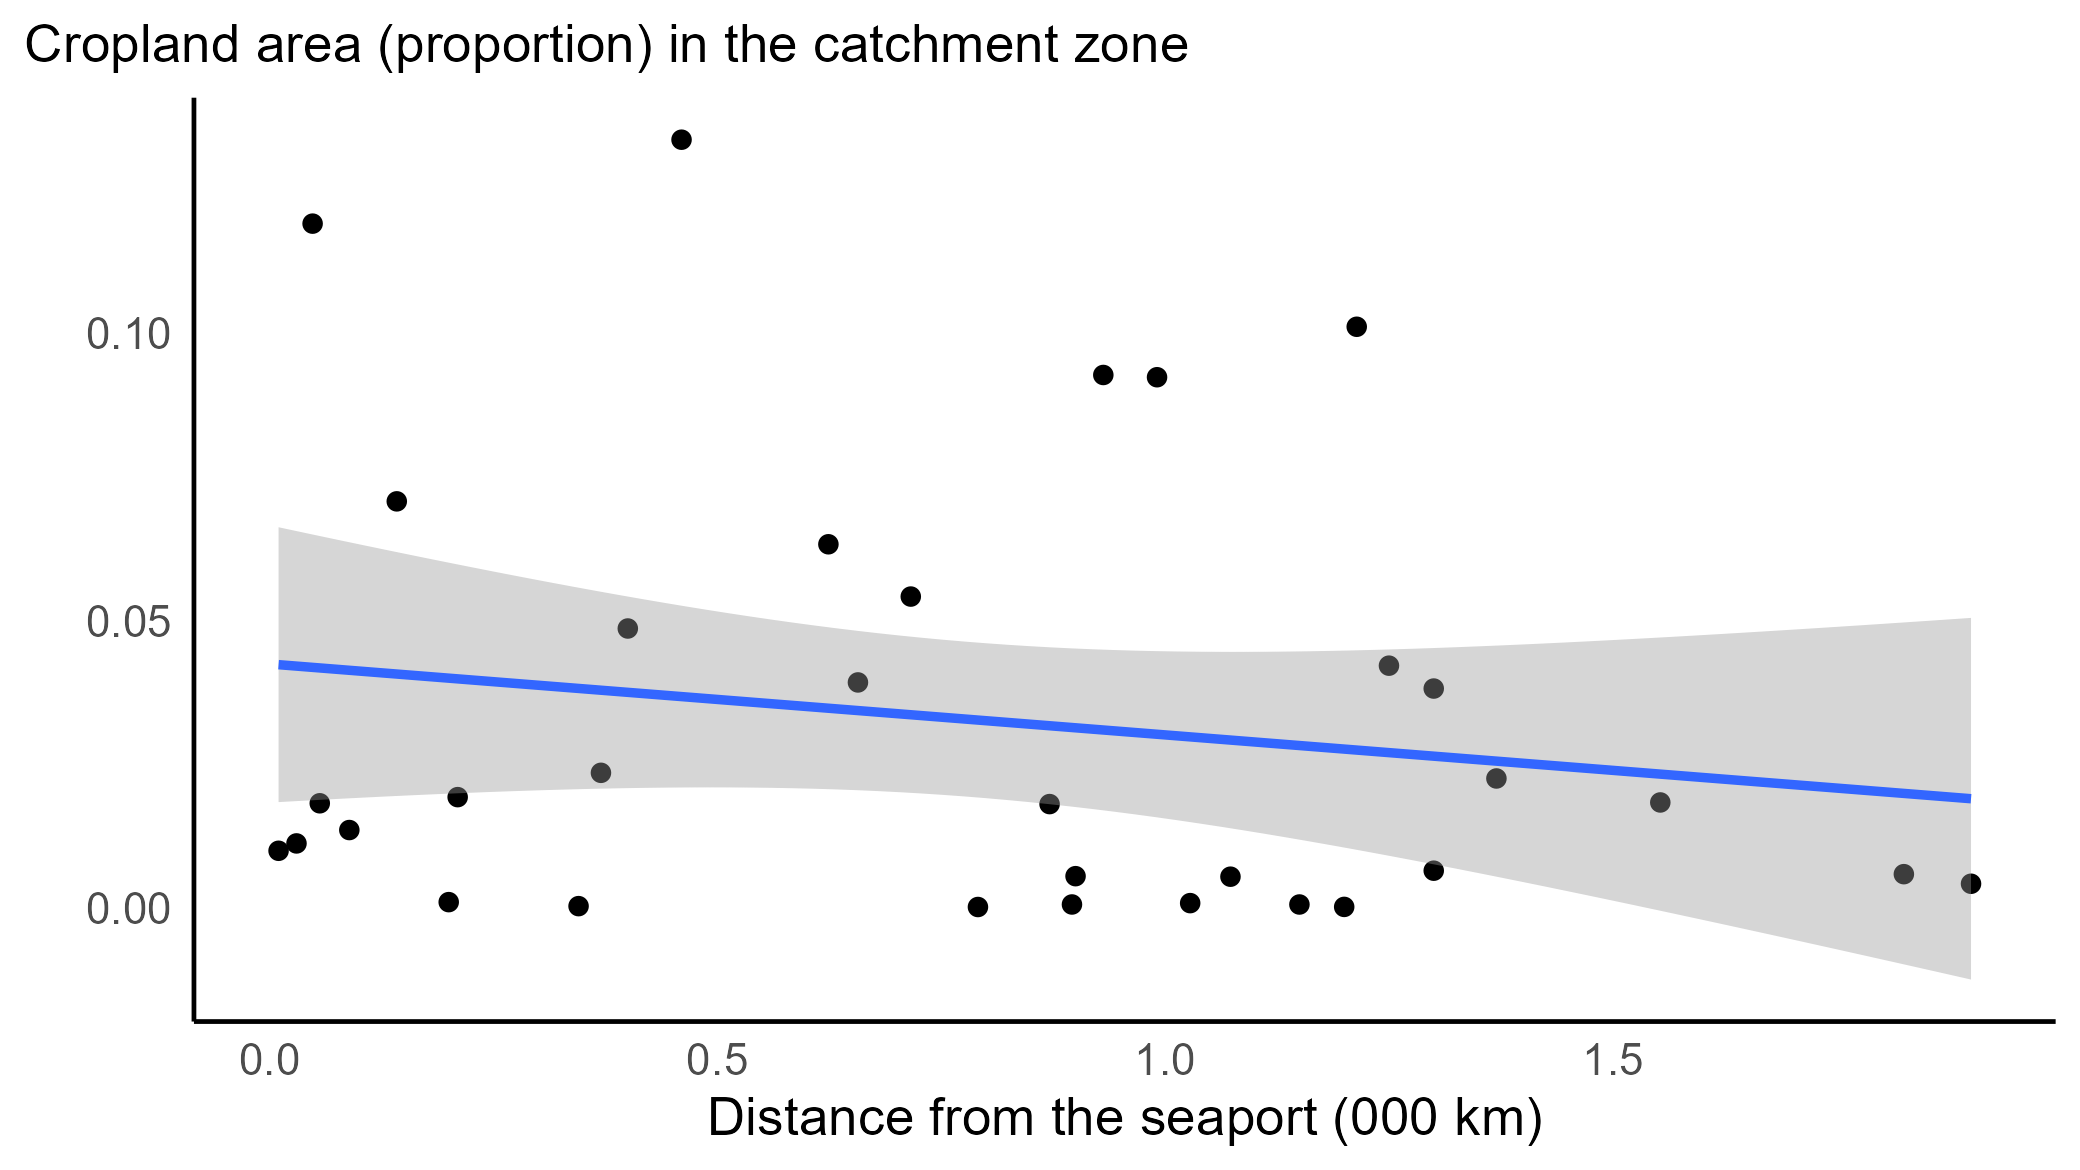 Cropland area (proportion) in the catchment zone
0.10
0.05
0.00
0.0 0.5 1.0 1.5
Distance from the seaport (000 km)